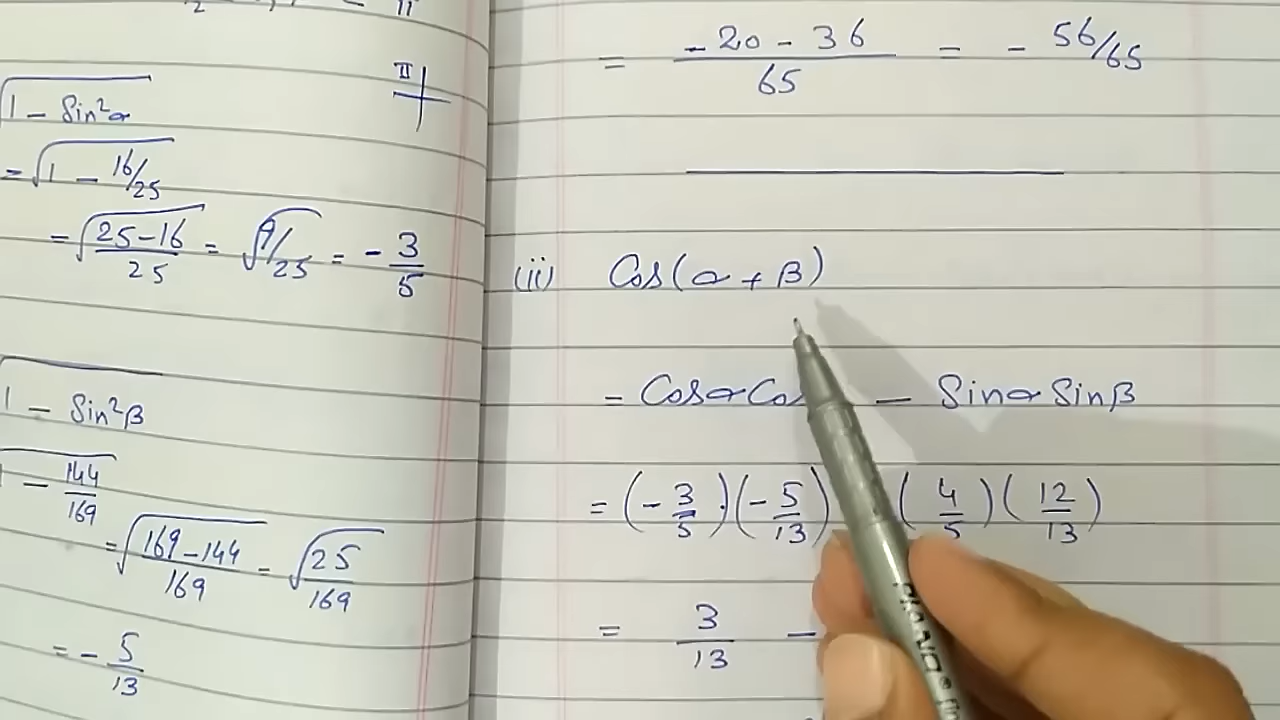 II
1 - Sin²α
= √1 - 16/25
= √25-16/25 = √9/25 = - 3/5
1 - Sin²β
1 - 144/169
= √169-144/169 = √25/169
= - 5/13
= -20-36/65 = - 56/65
(ii) Cos(α + β)
= Cosα Cos - Sinα Sinβ
= (-3/5)·(-5/13) (4/5)(12/13)
= 3/13 -